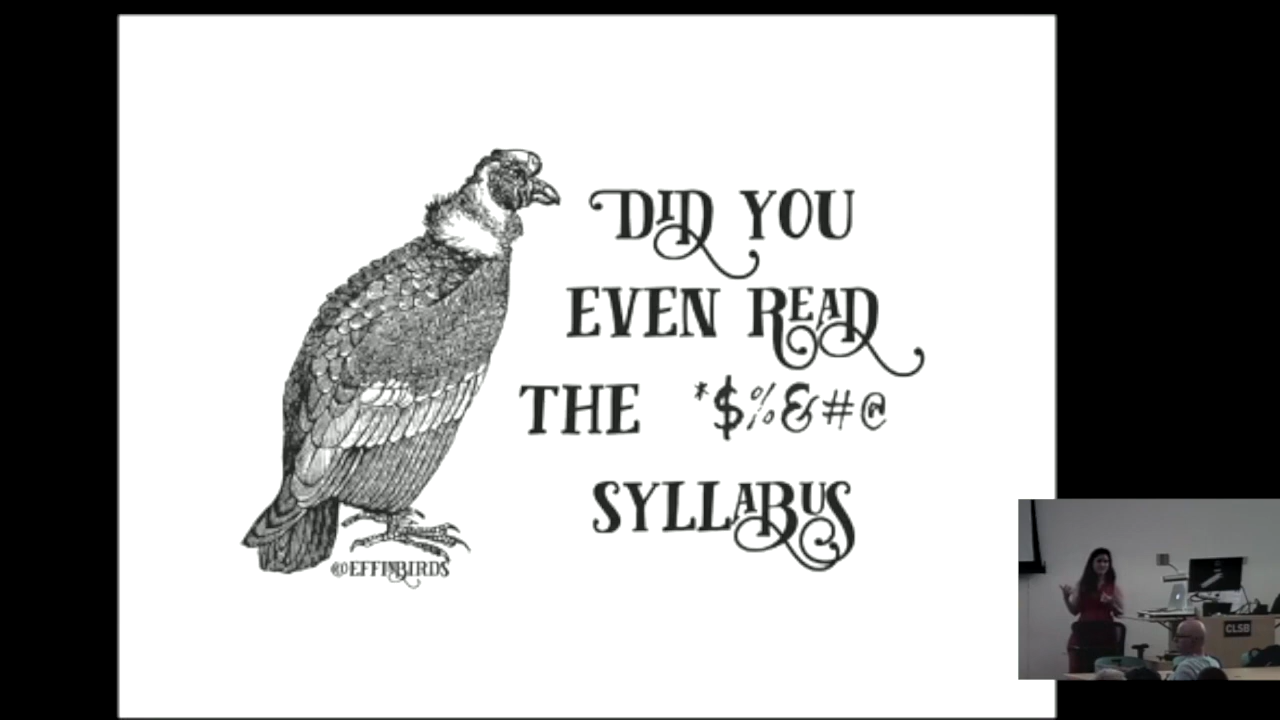 DID YOU
EVEN READ
THE *$%&#@
SYLLABUS
@EFFINBIRDS
CLSB